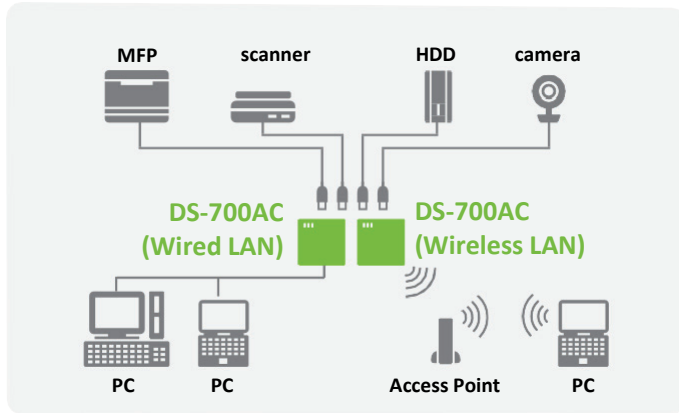 MFP
scanner
HDD
camera
DS-700AC
(Wired LAN)
DS-700AC
(Wireless LAN)
PC
PC
Access Point
PC